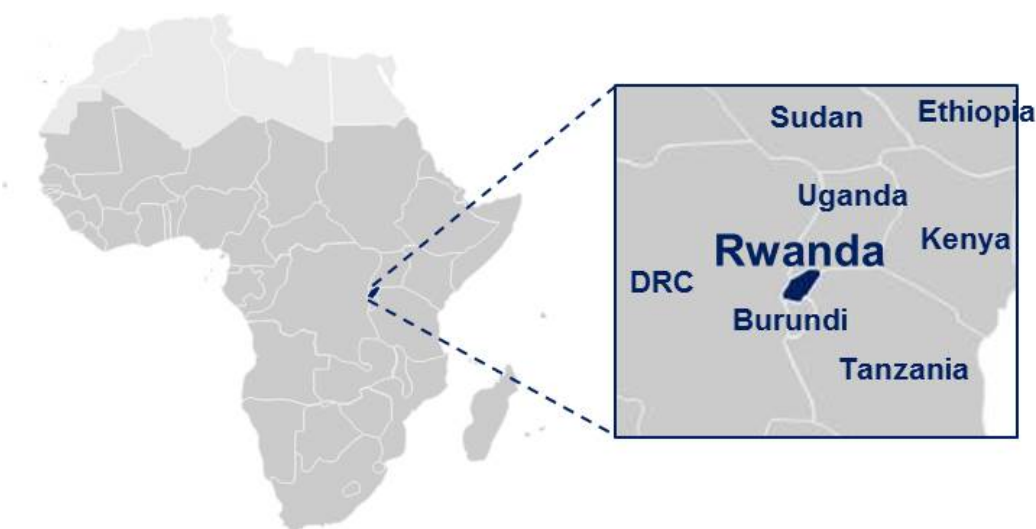 Sudan
Ethiopia
Uganda
Kenya
Rwanda
DRC
Burundi
Tanzania